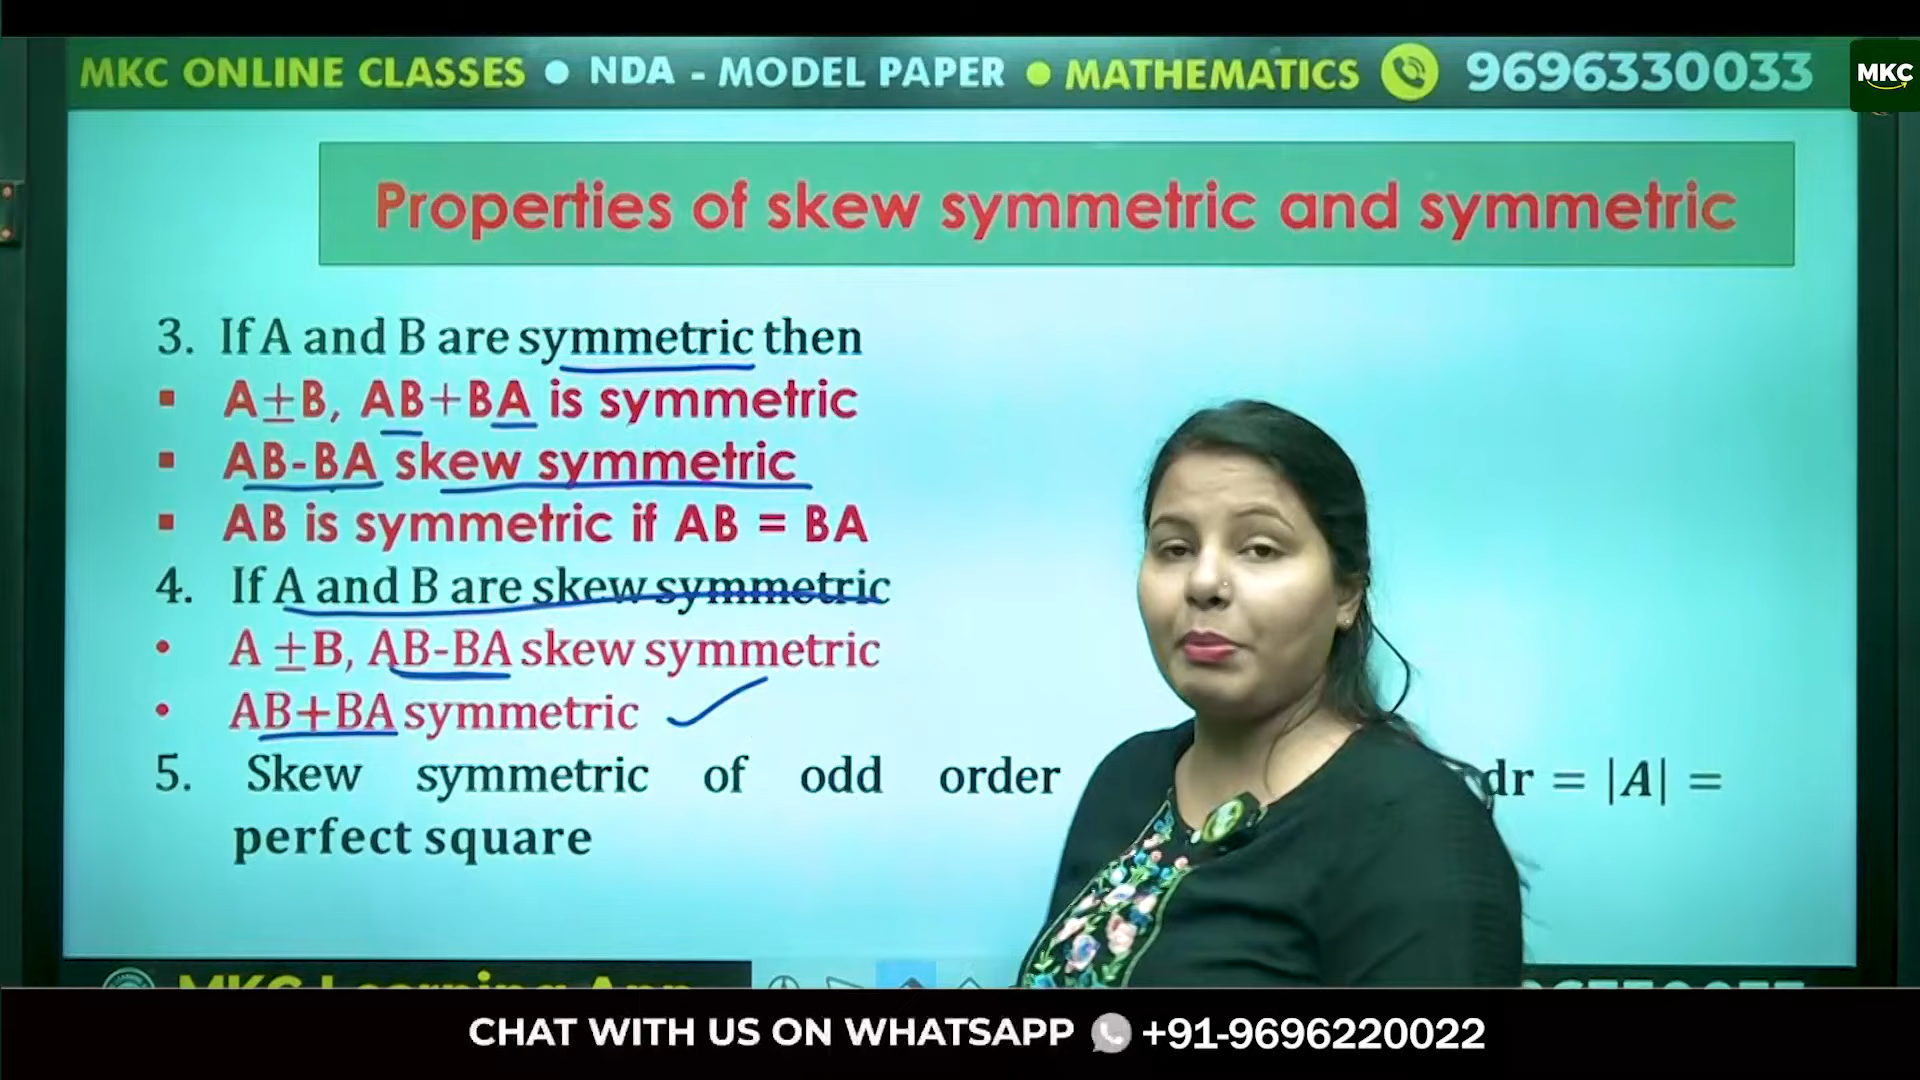 MKC ONLINE CLASSES ● NDA - MODEL PAPER ● MATHEMATICS 9696330033
MKC
Properties of skew symmetric and symmetric
3. If A and B are symmetric then
▪ A±B, AB+BA is symmetric
▪ AB-BA skew symmetric
▪ AB is symmetric if AB = BA
4. If A and B are skew symmetric
• A ±B, AB-BA skew symmetric
• AB+BA symmetric
5. Skew symmetric of odd order dr = |A| =
perfect square
MKC Learning App
CHAT WITH US ON WHATSAPP +91-9696220022